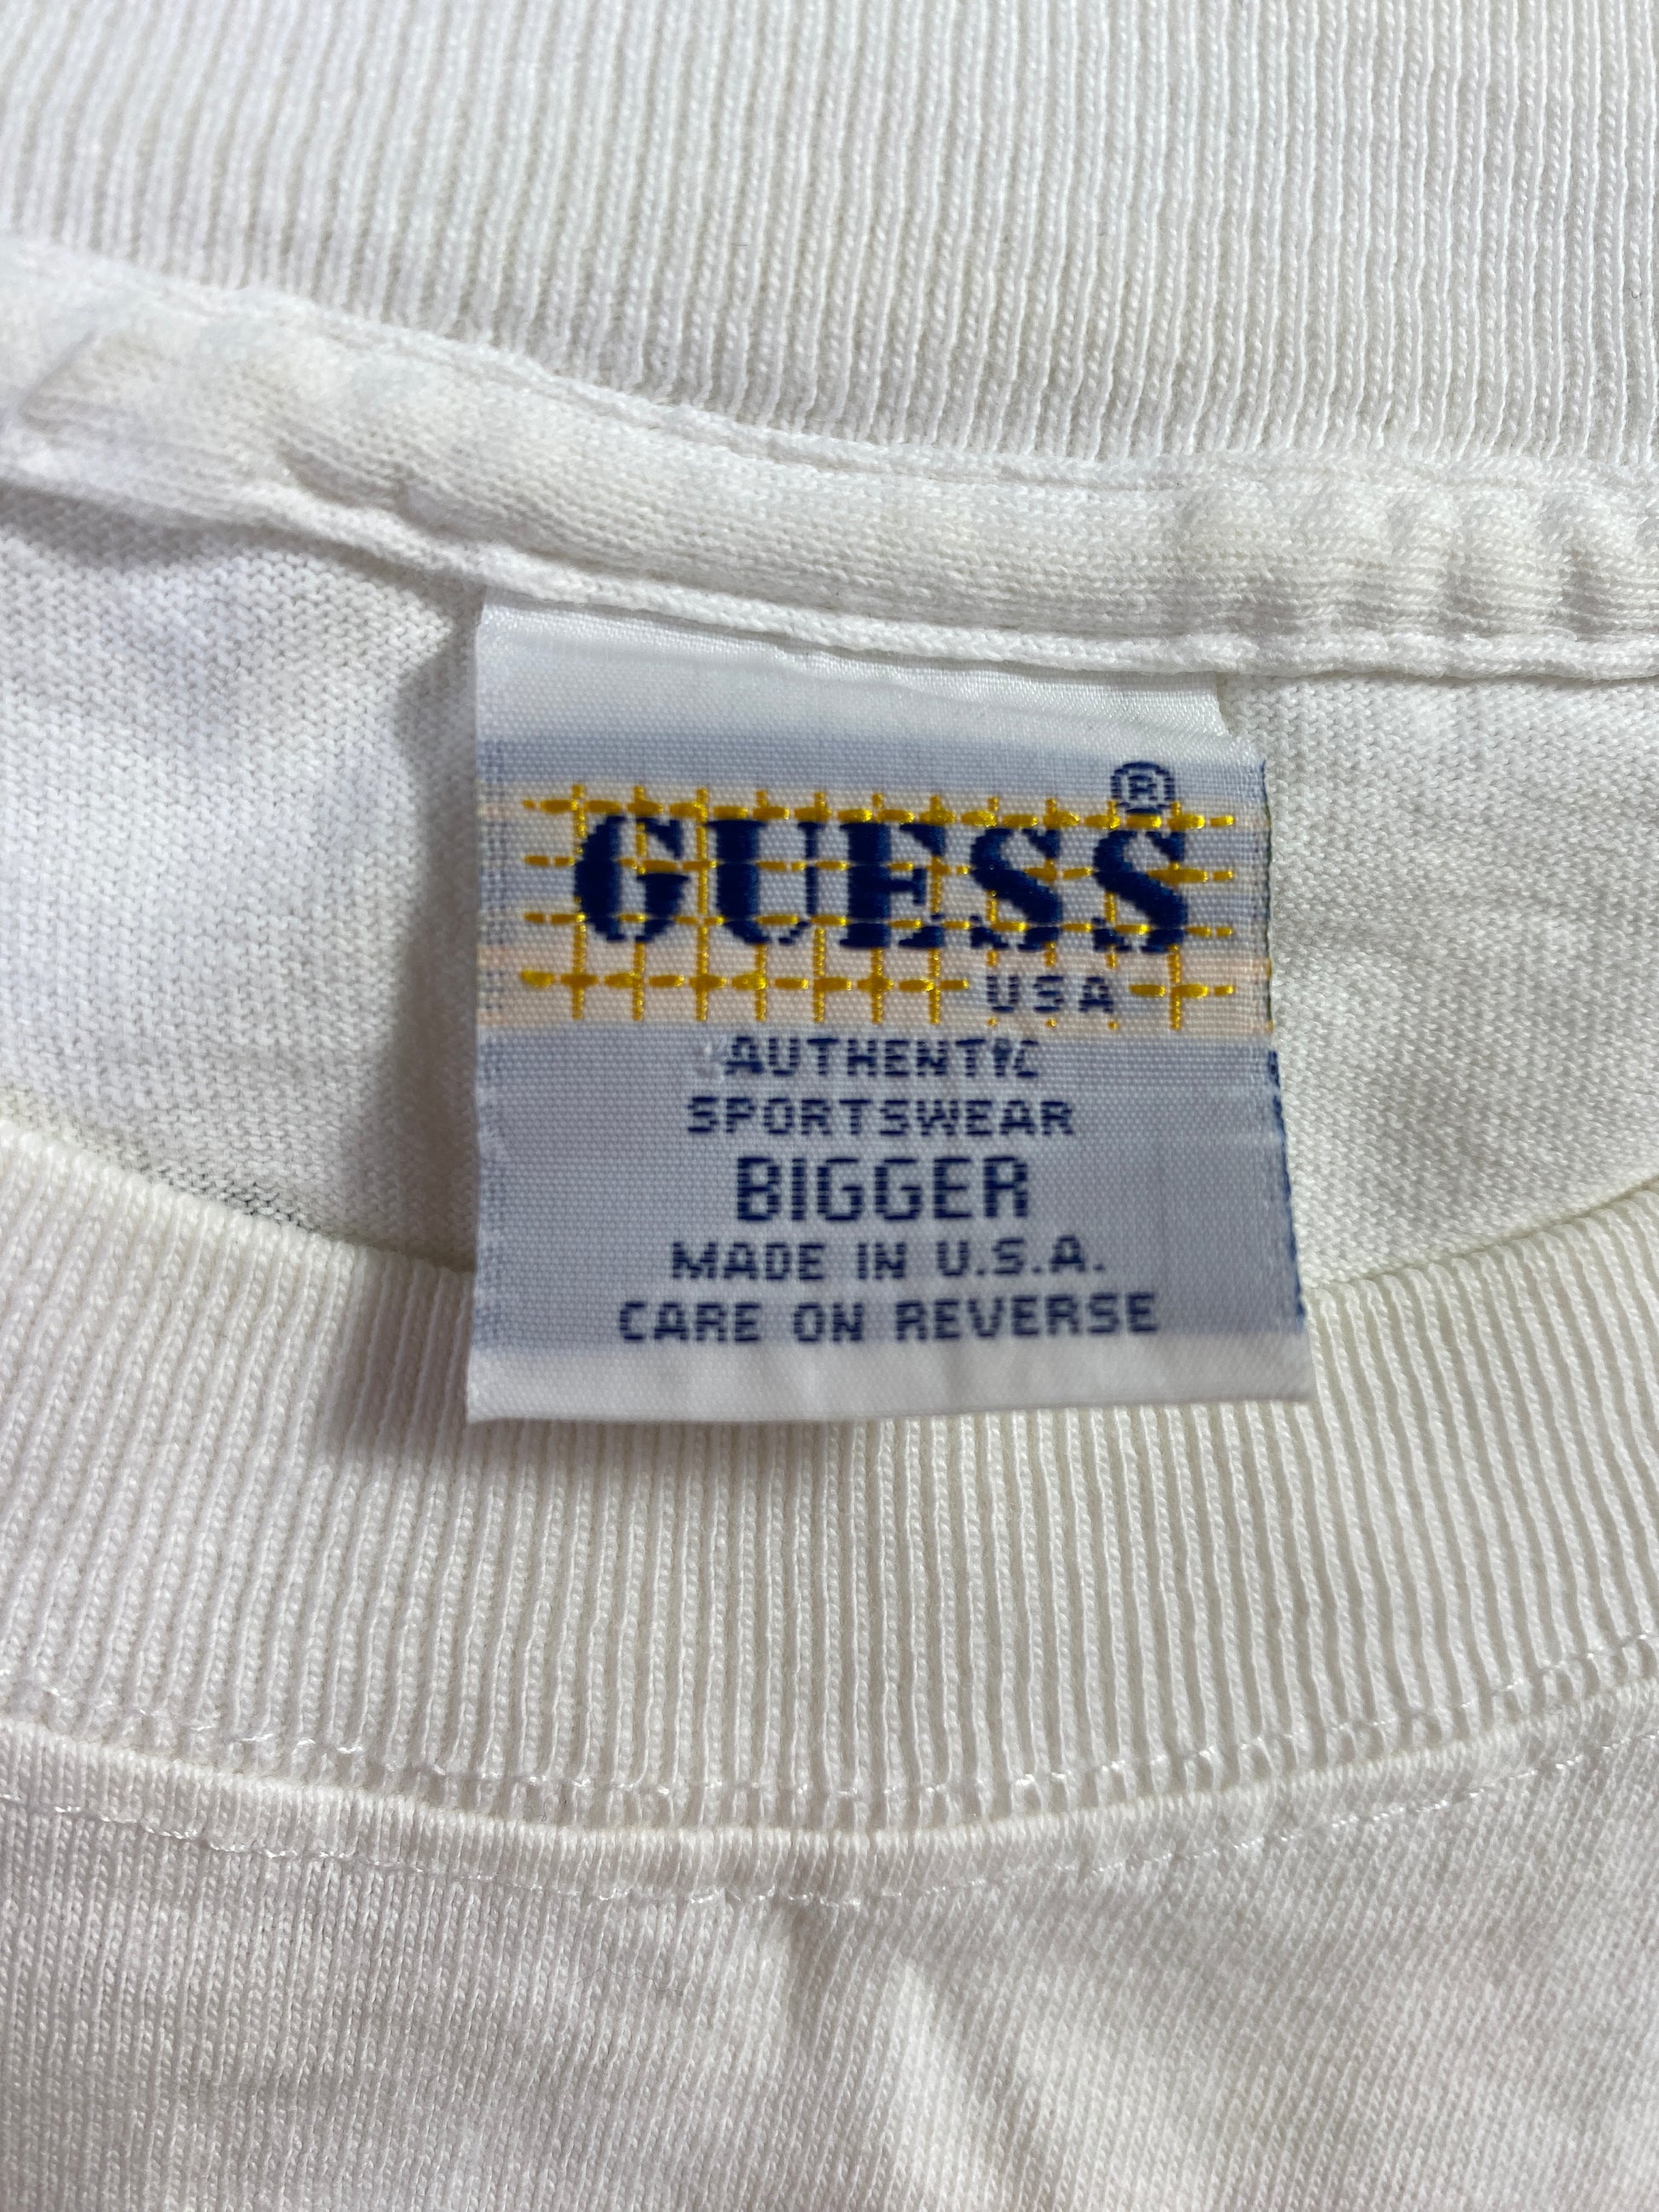 GUESS®
USA
AUTHENTIC
SPORTSWEAR
BIGGER
MADE IN U.S.A.
CARE ON REVERSE